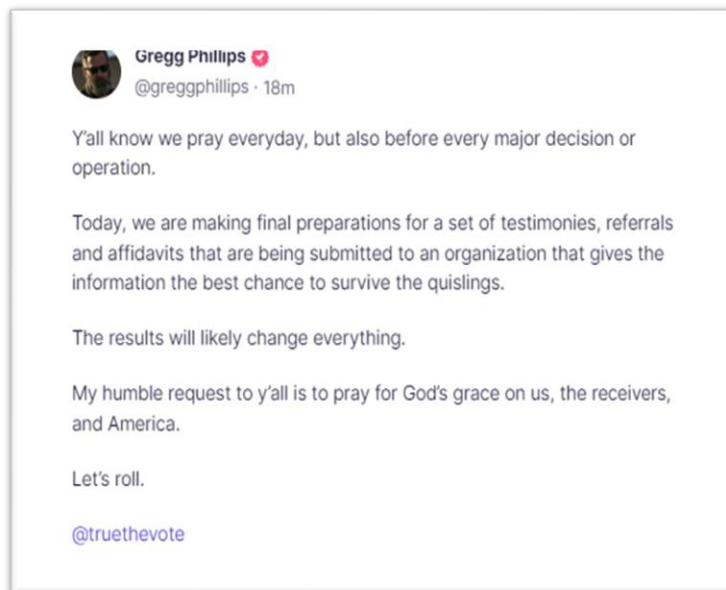 Gregg Phillips
@greggphillips · 18m
Y'all know we pray everyday, but also before every major decision or
operation.
Today, we are making final preparations for a set of testimonies, referrals
and affidavits that are being submitted to an organization that gives the
information the best chance to survive the quislings.
The results will likely change everything.
My humble request to y'all is to pray for God's grace on us, the receivers,
and America.
Let's roll.
@truethevote